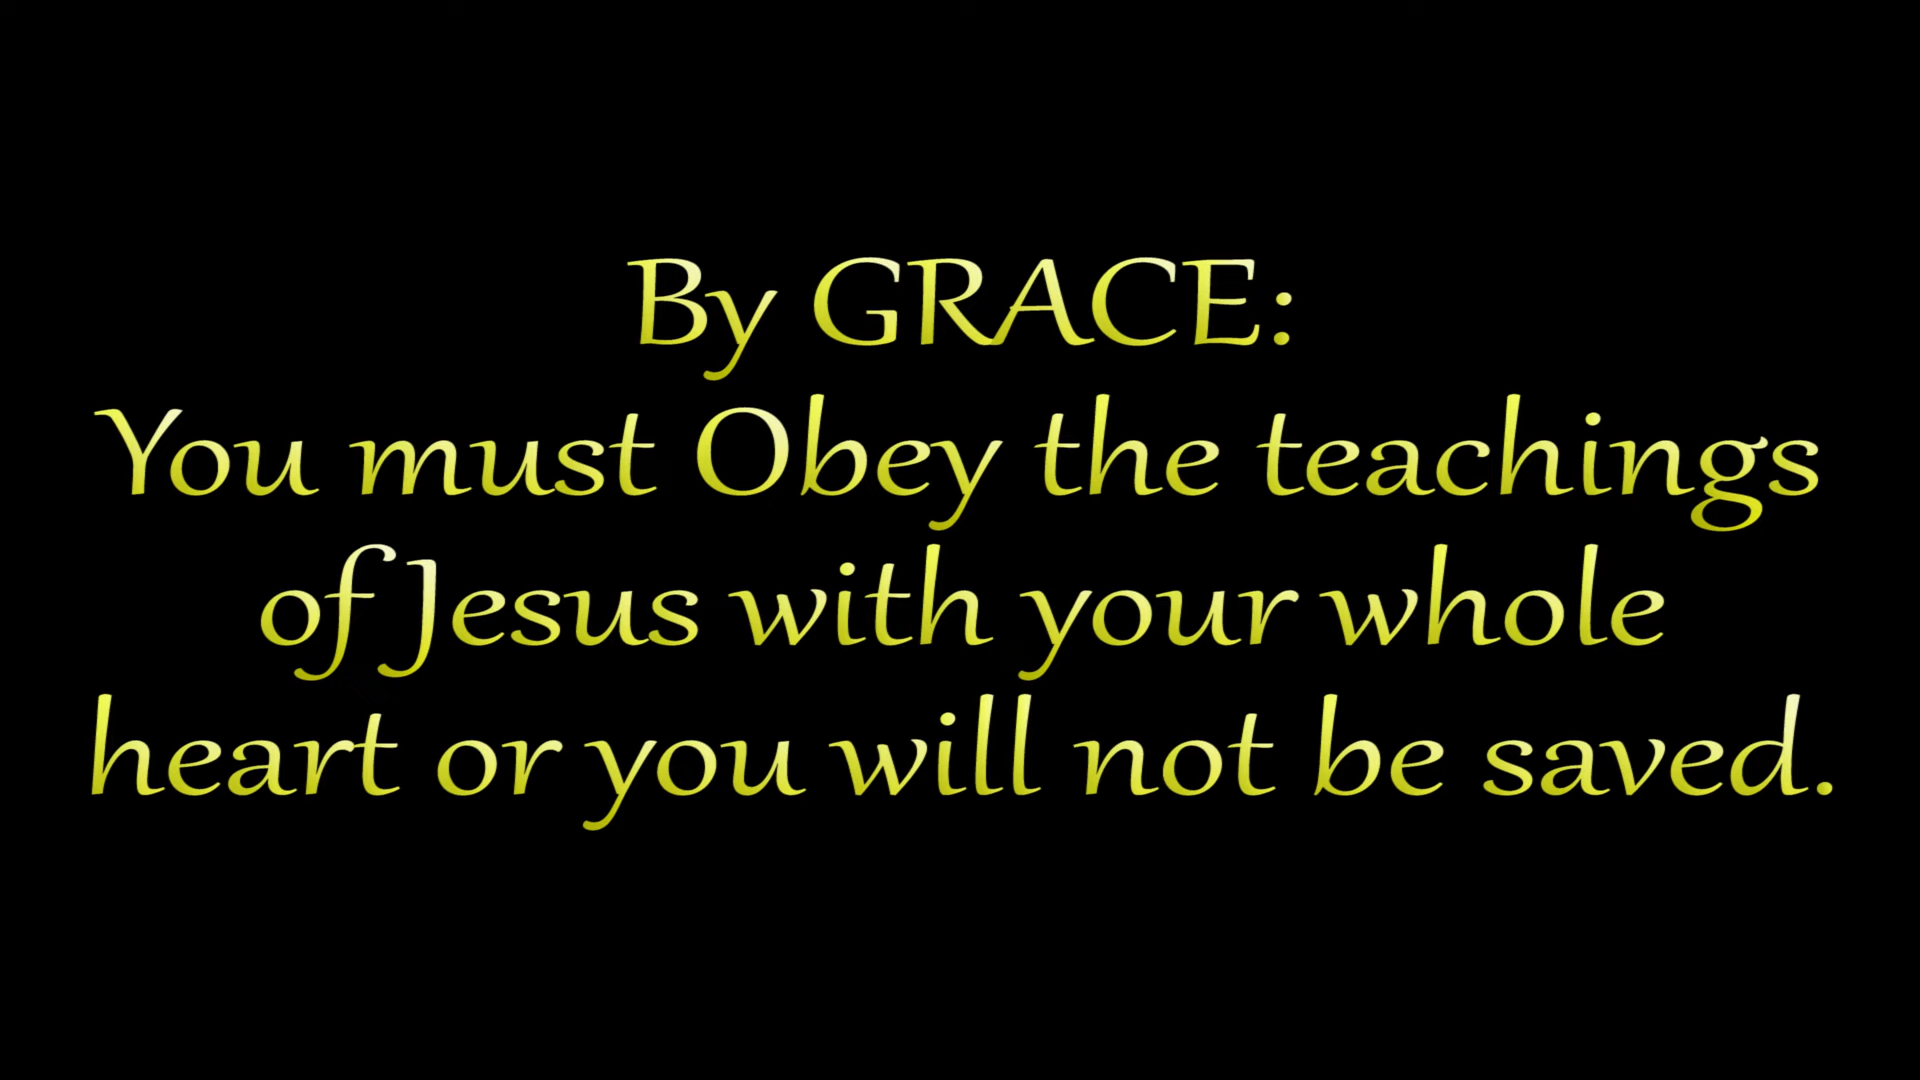 By GRACE:
You must Obey the teachings
of Jesus with your whole
heart or you will not be saved.